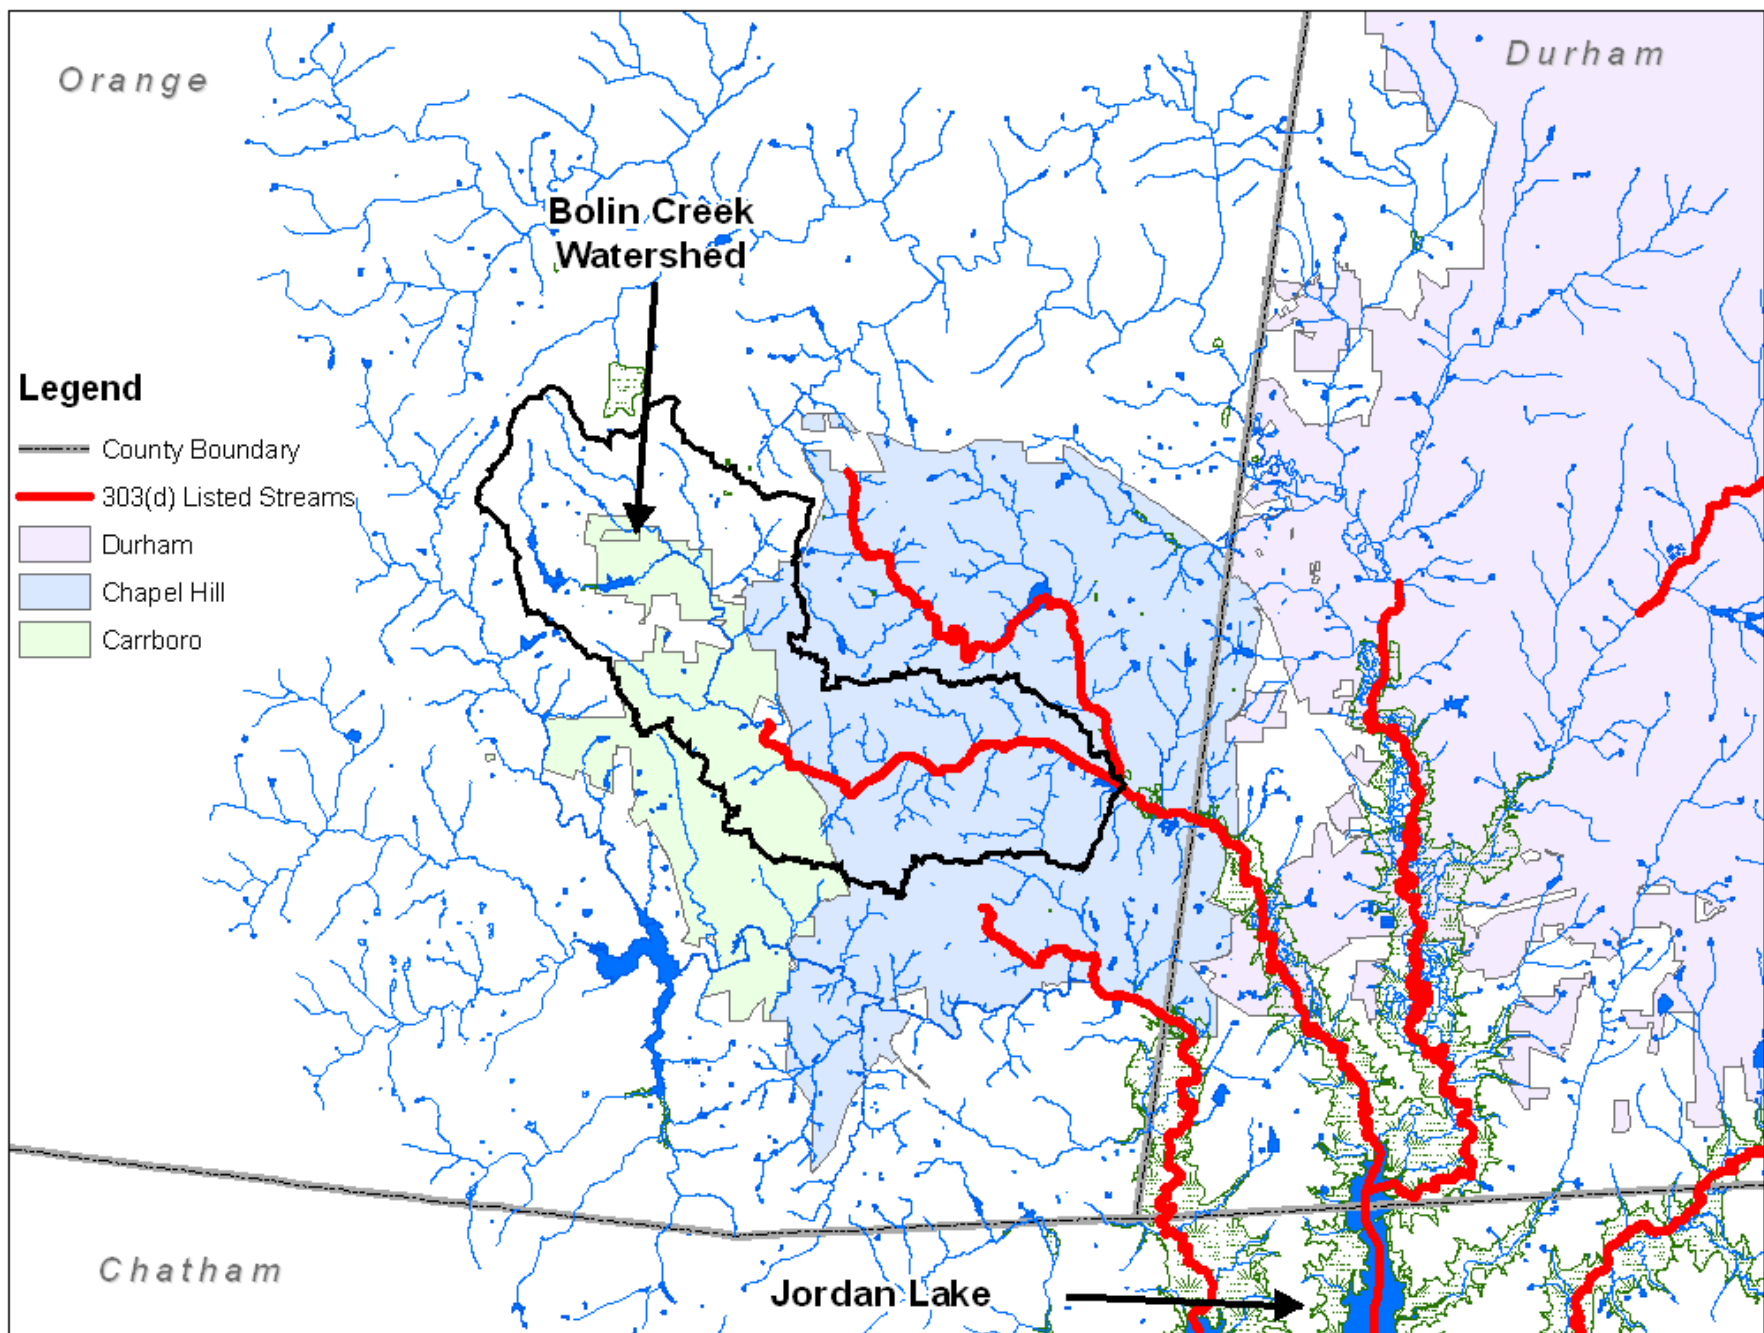 Orange
Durham
Bolin Creek
Watershed
Legend
County Boundary
303(d) Listed Streams
Durham
Chapel Hill
Carrboro
Chatham
Jordan Lake